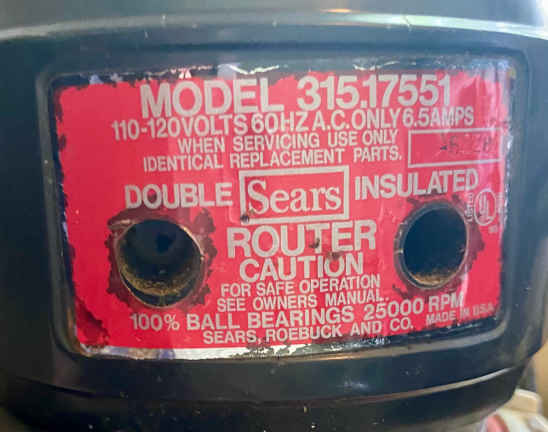 MODEL 315.17551
110-120VOLTS 60HZ A.C. ONLY 6.5AMPS
WHEN SERVICING USE ONLY
IDENTICAL REPLACEMENT PARTS.
DOUBLE Sears INSULATED
LISTED UL
ROUTER
CAUTION
FOR SAFE OPERATION
SEE OWNERS MANUAL.
100% BALL BEARINGS 25000 RPM
SEARS, ROEBUCK AND CO. MADE IN U.S.A.